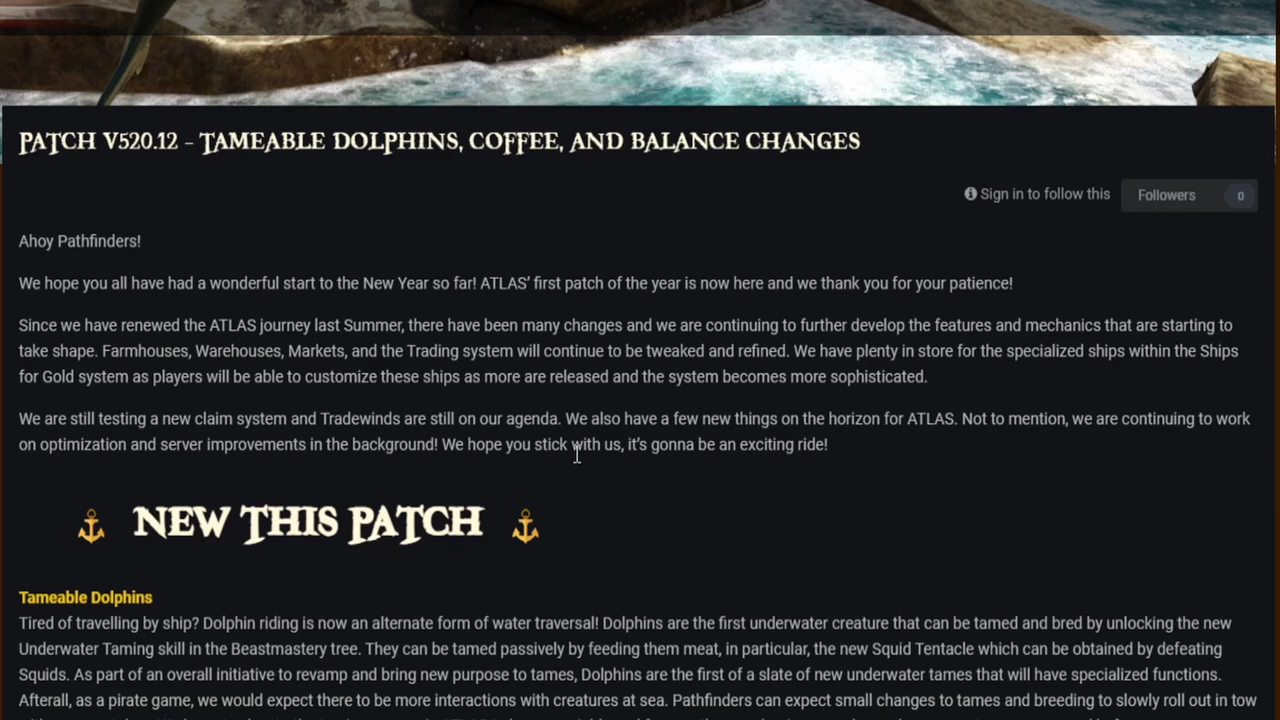 PATCH V520.12 - TAMEABLE DOLPHINS, COFFEE, AND BALANCE CHANGES
Sign in to follow this
Followers 0
Ahoy Pathfinders!
We hope you all have had a wonderful start to the New Year so far! ATLAS' first patch of the year is now here and we thank you for your patience!
Since we have renewed the ATLAS journey last Summer, there have been many changes and we are continuing to further develop the features and mechanics that are starting to
take shape. Farmhouses, Warehouses, Markets, and the Trading system will continue to be tweaked and refined. We have plenty in store for the specialized ships within the Ships
for Gold system as players will be able to customize these ships as more are released and the system becomes more sophisticated.
We are still testing a new claim system and Tradewinds are still on our agenda. We also have a few new things on the horizon for ATLAS. Not to mention, we are continuing to work
on optimization and server improvements in the background! We hope you stick with us, it's gonna be an exciting ride!
NEW THIS PATCH
Tameable Dolphins
Tired of travelling by ship? Dolphin riding is now an alternate form of water traversal! Dolphins are the first underwater creature that can be tamed and bred by unlocking the new
Underwater Taming skill in the Beastmastery tree. They can be tamed passively by feeding them meat, in particular, the new Squid Tentacle which can be obtained by defeating
Squids. As part of an overall initiative to revamp and bring new purpose to tames, Dolphins are the first of a slate of new underwater tames that will have specialized functions.
Afterall, as a pirate game, we would expect there to be more interactions with creatures at sea. Pathfinders can expect small changes to tames and breeding to slowly roll out in tow